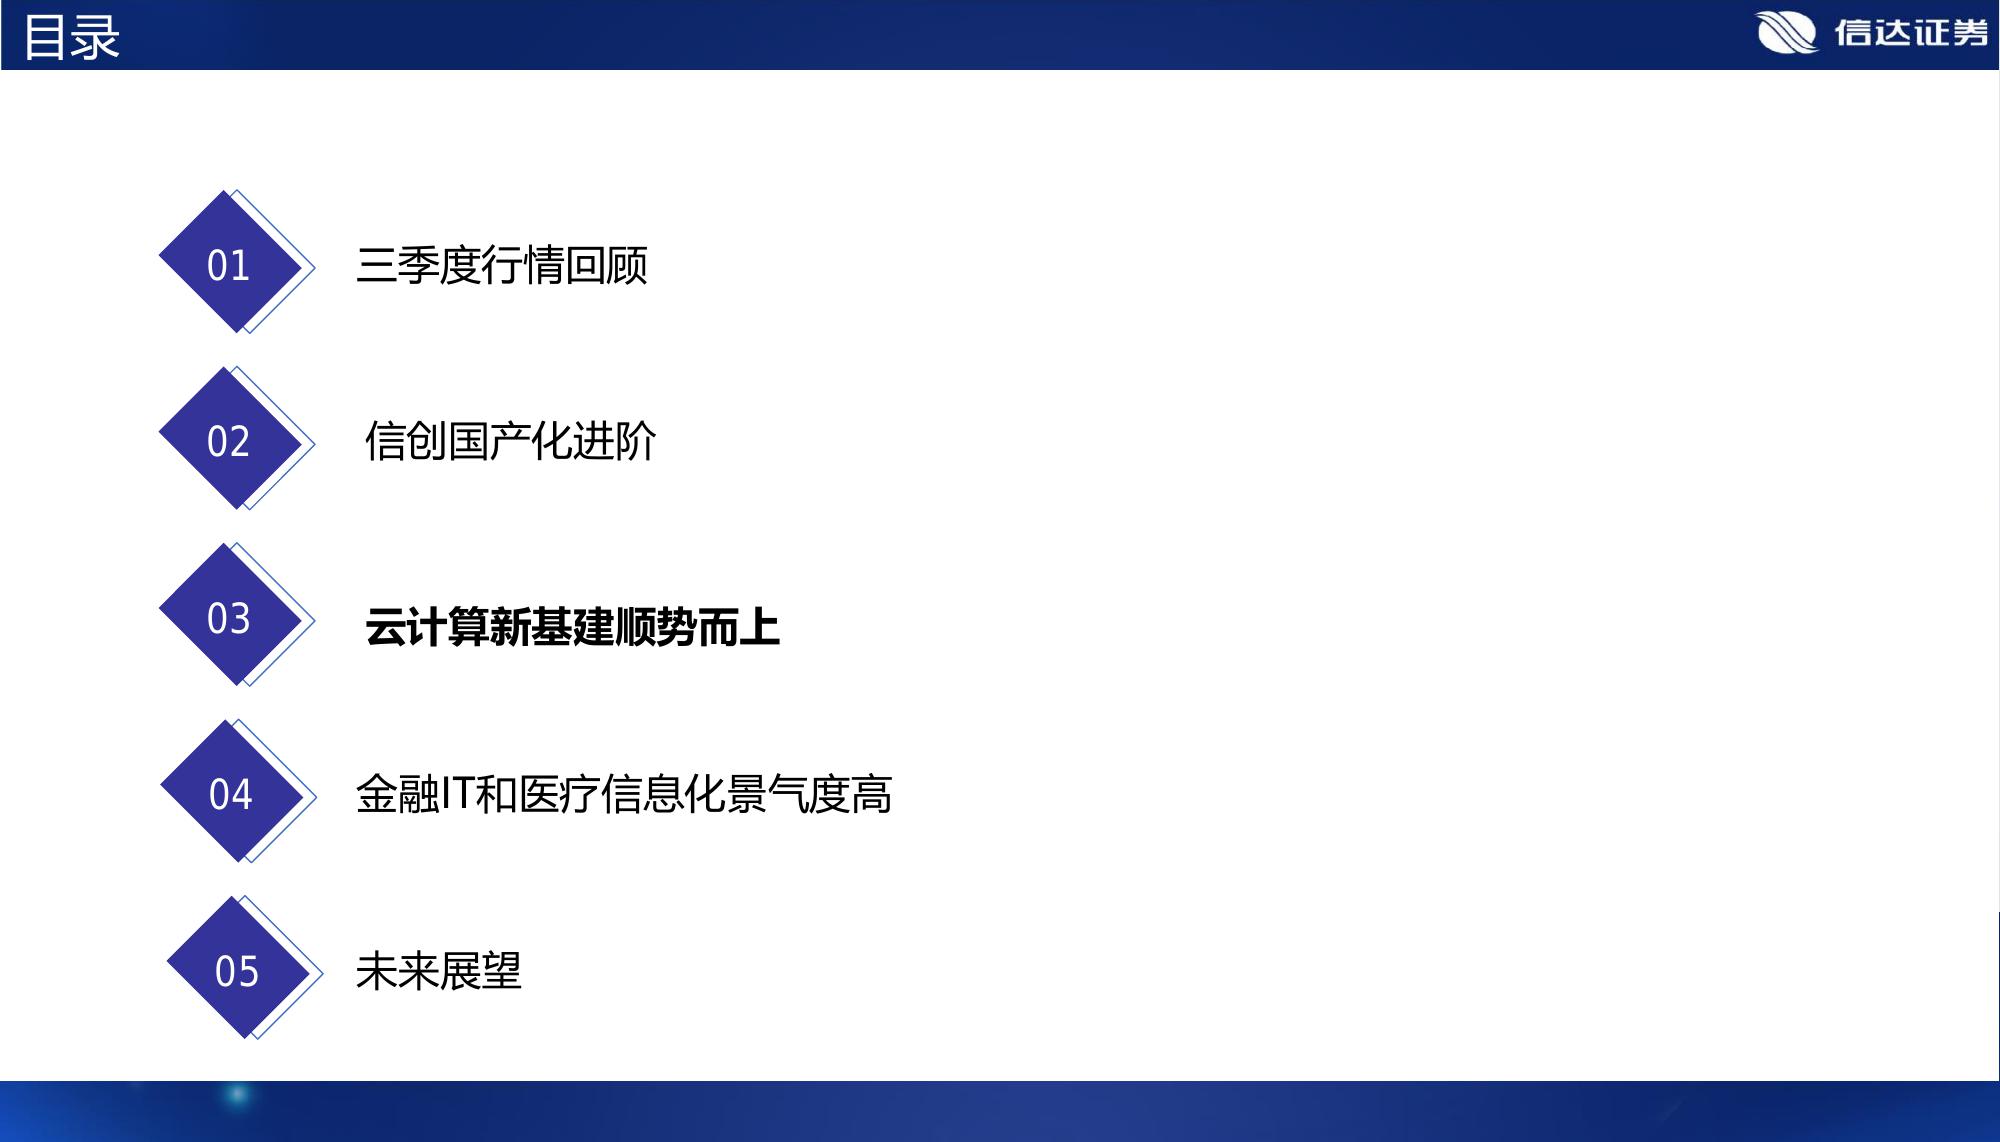 目录
信达证券
01
三季度行情回顾
02
信创国产化进阶
03
云计算新基建顺势而上
04
金融IT和医疗信息化景气度高
05
未来展望